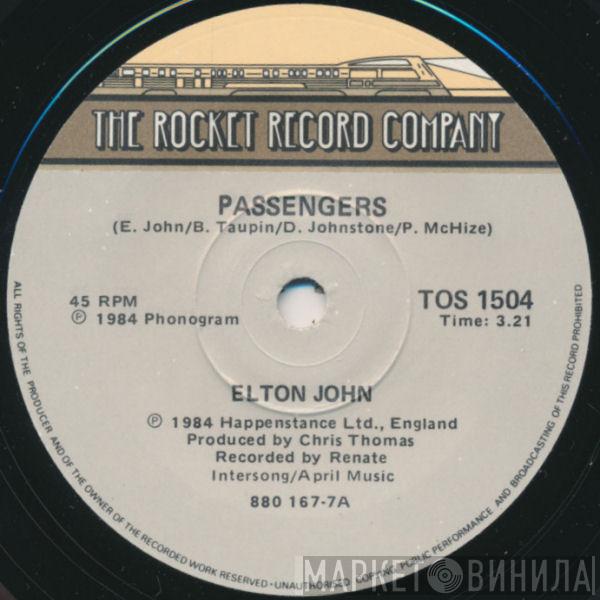 THE ROCKET RECORD COMPANY
PASSENGERS
(E. John/B. Taupin/D. Johnstone/P. McHize)
45 RPM
℗ 1984 Phonogram
TOS 1504
Time: 3.21
ELTON JOHN
℗ 1984 Happenstance Ltd., England
Produced by Chris Thomas
Recorded by Renate
Intersong/April Music
880 167-7A
ALL RIGHTS OF THE PRODUCER AND OF THE OWNER OF THE RECORDED WORK RESERVED · UNAUTHORISED COPYING PUBLIC PERFORMANCE AND BROADCASTING OF THIS RECORD PROHIBITED
МАРКЕТ ВИНИЛА